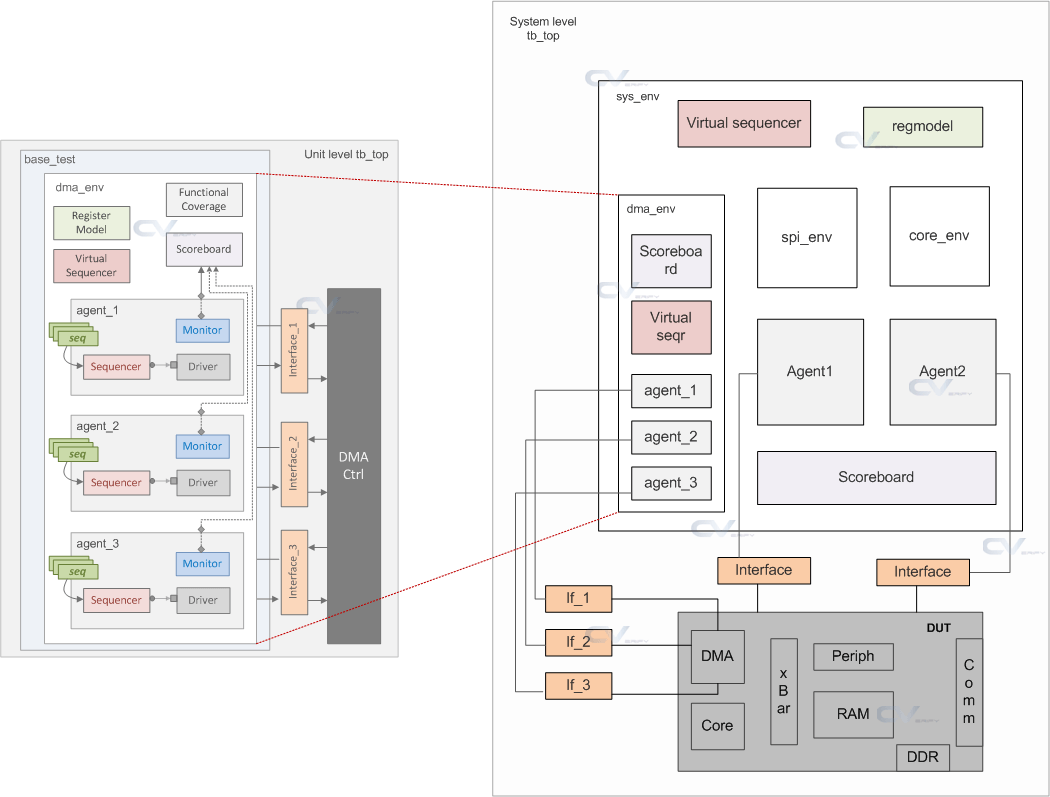 Unit level tb_top
base_test
dma_env
Functional
Coverage
Register
Model
Scoreboard
Virtual
Sequencer
agent_1
Monitor
seq
Sequencer
Driver
Interface_1
agent_2
Monitor
seq
Sequencer
Driver
Interface_2
agent_3
Monitor
seq
Sequencer
Driver
Interface_3
DMA
Ctrl
System level
tb_top
sys_env
Virtual sequencer
regmodel
dma_env
Scoreboa
rd
Virtual
seqr
agent_1
agent_2
agent_3
spi_env
core_env
Agent1
Agent2
Scoreboard
Interface
Interface
If_1
If_2
If_3
DUT
DMA
Core
x
B
ar
Periph
RAM
DDR
C
o
m
m